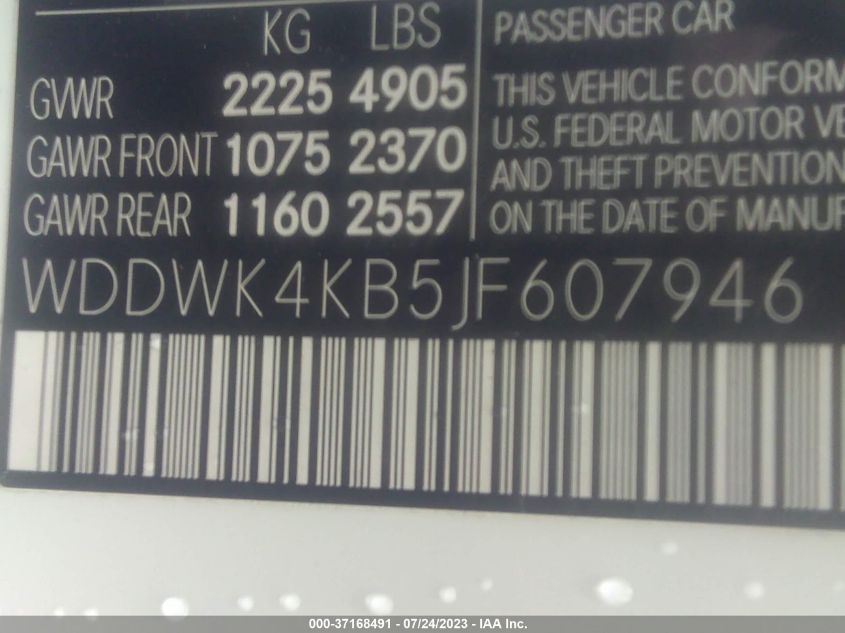 KG LBS
GVWR 2225 4905
GAWR FRONT 1075 2370
GAWR REAR 1160 2557
PASSENGER CAR
THIS VEHICLE CONFORM
U.S. FEDERAL MOTOR VE
AND THEFT PREVENTION
ON THE DATE OF MANUF
WDDWK4KB5JF607946
000-37168491 - 07/24/2023 - IAA Inc.